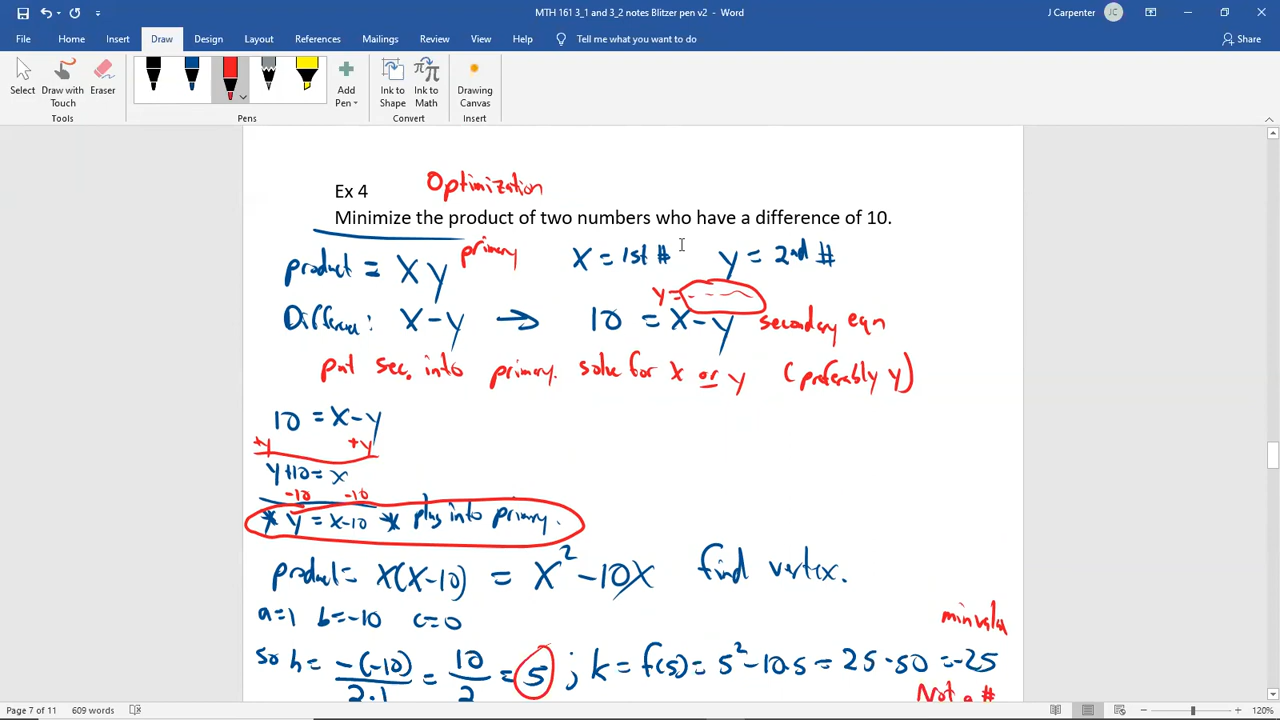 MTH 161 3_1 and 3_2 notes Blitzer pen v2 - Word
J Carpenter JC
File Home Insert Draw Design Layout References Mailings Review View Help Tell me what you want to do Share
Select Draw with Touch Eraser Add Pen Ink to Shape Ink to Math Drawing Canvas
Tools Pens Convert Insert
Ex 4 Optimization
Minimize the product of two numbers who have a difference of 10.
product = xy primary x = 1st # y = 2nd #
y =
Difference: x-y → 10 = x-y secondary eqn
put sec. into primary. solve for x or y (preferably y)
10 = x-y
+y +y
y+10 = x
-10 -10
* y = x-10 * plug into primary.
product = x(x-10) = x² - 10x find vertex.
a=1 b=-10 c=0
min value
so h = -(-10)/2·1 = 10/2 = 5 ; k = f(5) = 5² - 10·5 = 25 - 50 = -25
Not a #
Page 7 of 11 609 words 120%